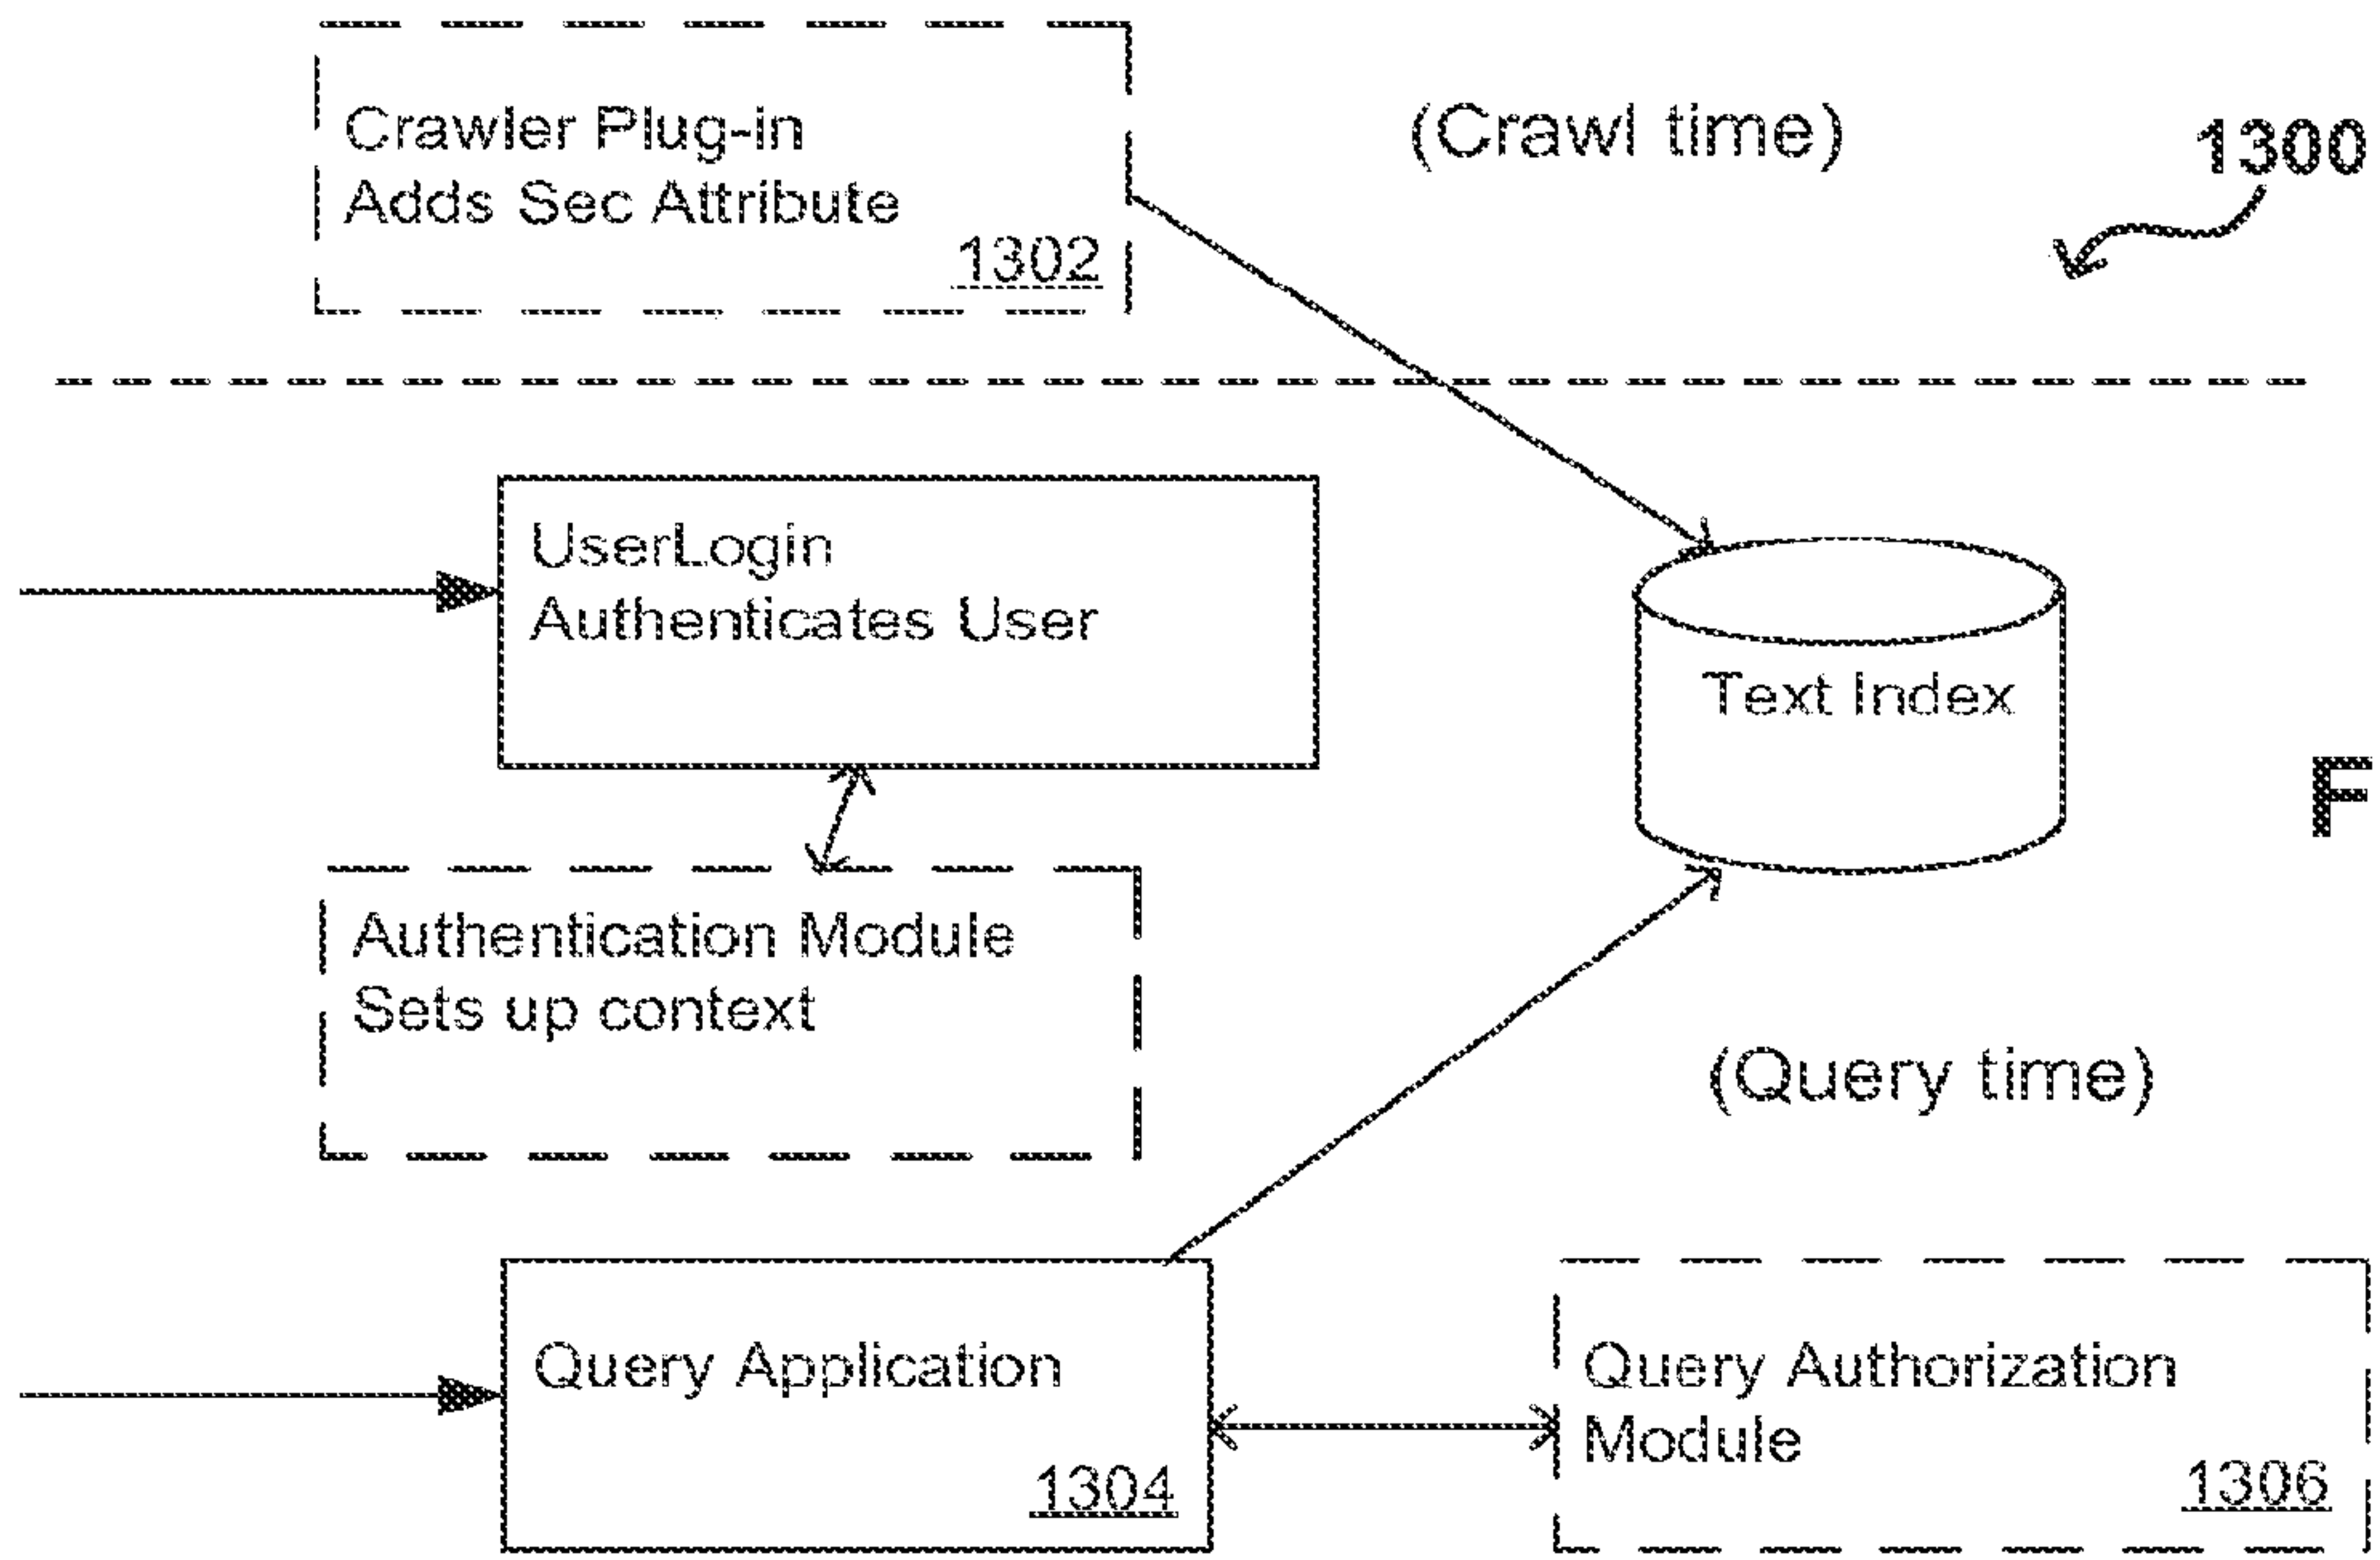 Crawler Plug-in
Adds Sec Attribute
1302
(Crawl time)
1300
UserLogin
Authenticates User
Text Index
F
Authentication Module
Sets up context
(Query time)
Query Application
1304
Query Authorization
Module
1306